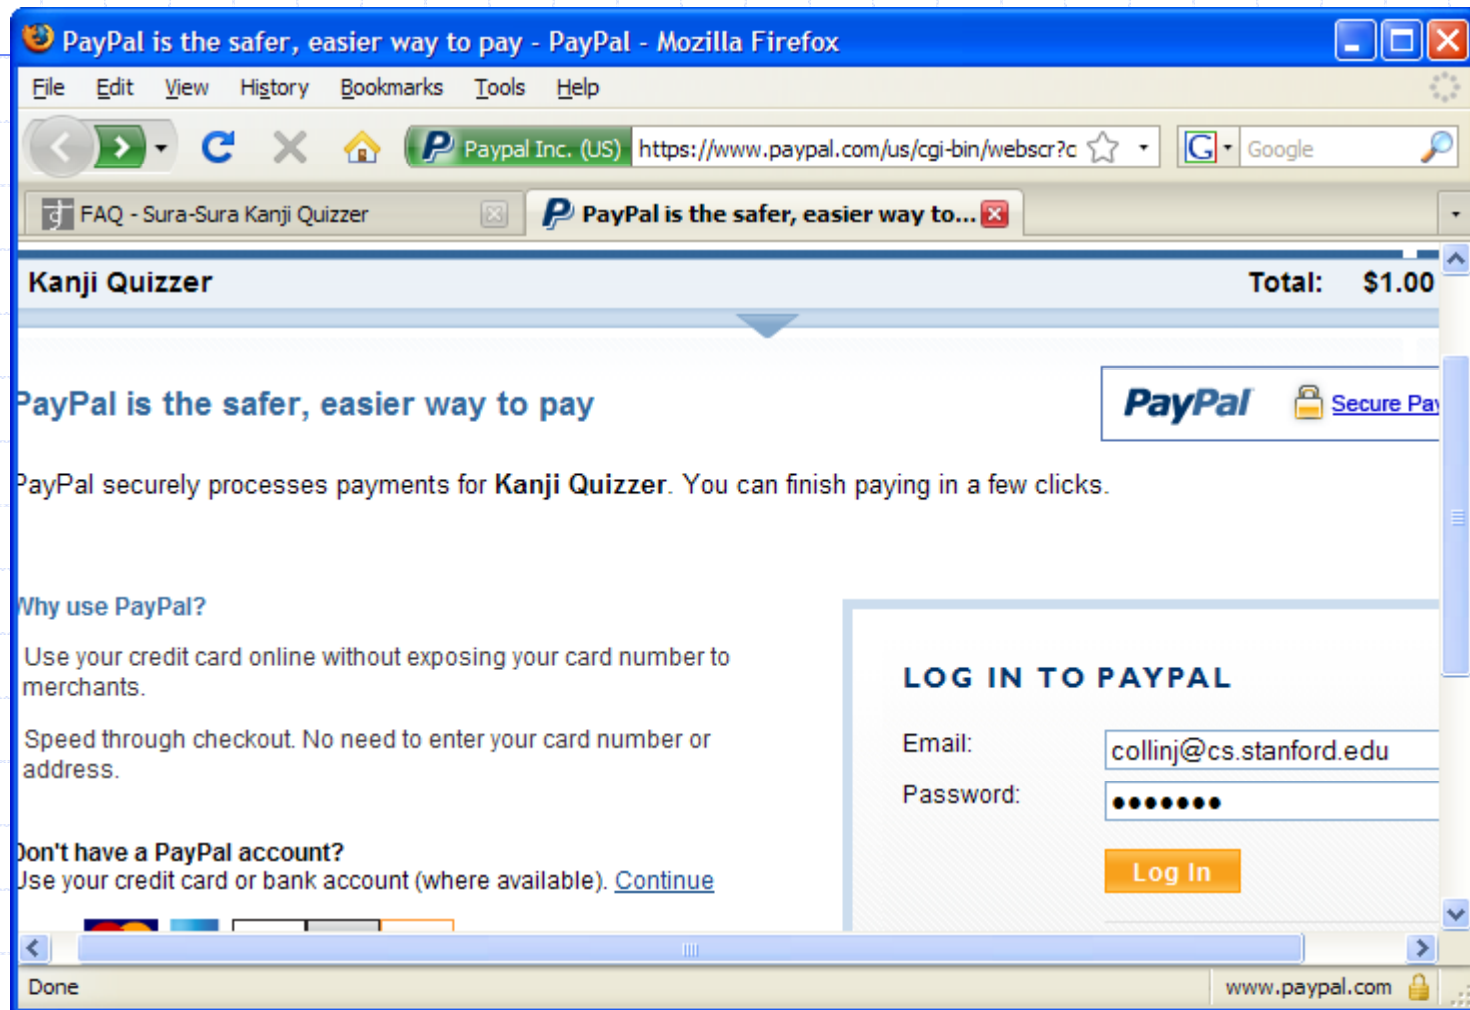 PayPal is the safer, easier way to pay - PayPal - Mozilla Firefox
File Edit View History Bookmarks Tools Help
Paypal Inc. (US) https://www.paypal.com/us/cgi-bin/webscr?c Google
FAQ - Sura-Sura Kanji Quizzer PayPal is the safer, easier way to...
Kanji Quizzer Total: $1.00
PayPal is the safer, easier way to pay
PayPal Secure Pay
PayPal securely processes payments for Kanji Quizzer. You can finish paying in a few clicks.
Why use PayPal?
Use your credit card online without exposing your card number to
merchants.
Speed through checkout. No need to enter your card number or
address.
Don't have a PayPal account?
Use your credit card or bank account (where available). Continue
LOG IN TO PAYPAL
Email: collinj@cs.stanford.edu
Password: •••••••
Log In
Done www.paypal.com